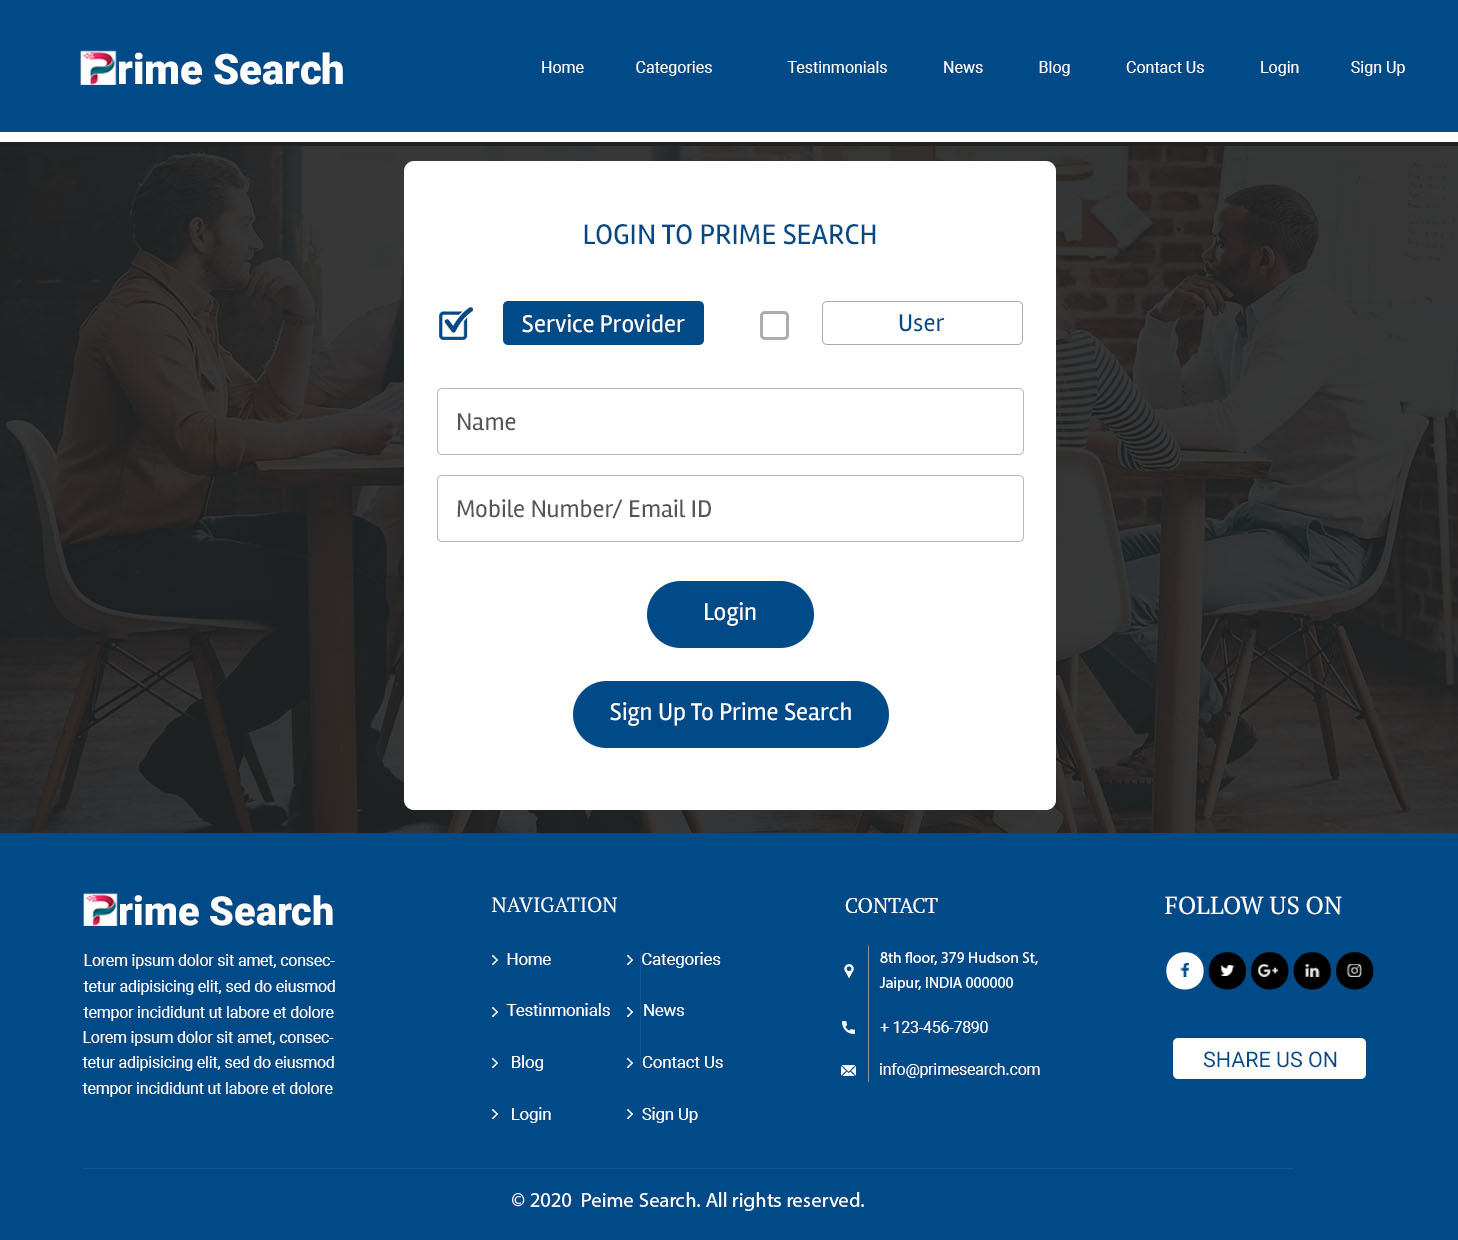 Prime Search
Home Categories Testinmonials News Blog Contact Us Login Sign Up
LOGIN TO PRIME SEARCH
Service Provider User
Name
Mobile Number/ Email ID
Login
Sign Up To Prime Search
Prime Search
Lorem ipsum dolor sit amet, consec-
tetur adipisicing elit, sed do eiusmod
tempor incididunt ut labore et dolore
Lorem ipsum dolor sit amet, consec-
tetur adipisicing elit, sed do eiusmod
tempor incididunt ut labore et dolore
NAVIGATION
Home Categories
Testinmonials News
Blog Contact Us
Login Sign Up
CONTACT
8th floor, 379 Hudson St,
Jaipur, INDIA 000000
+ 123-456-7890
info@primesearch.com
FOLLOW US ON
SHARE US ON
© 2020 Peime Search. All rights reserved.